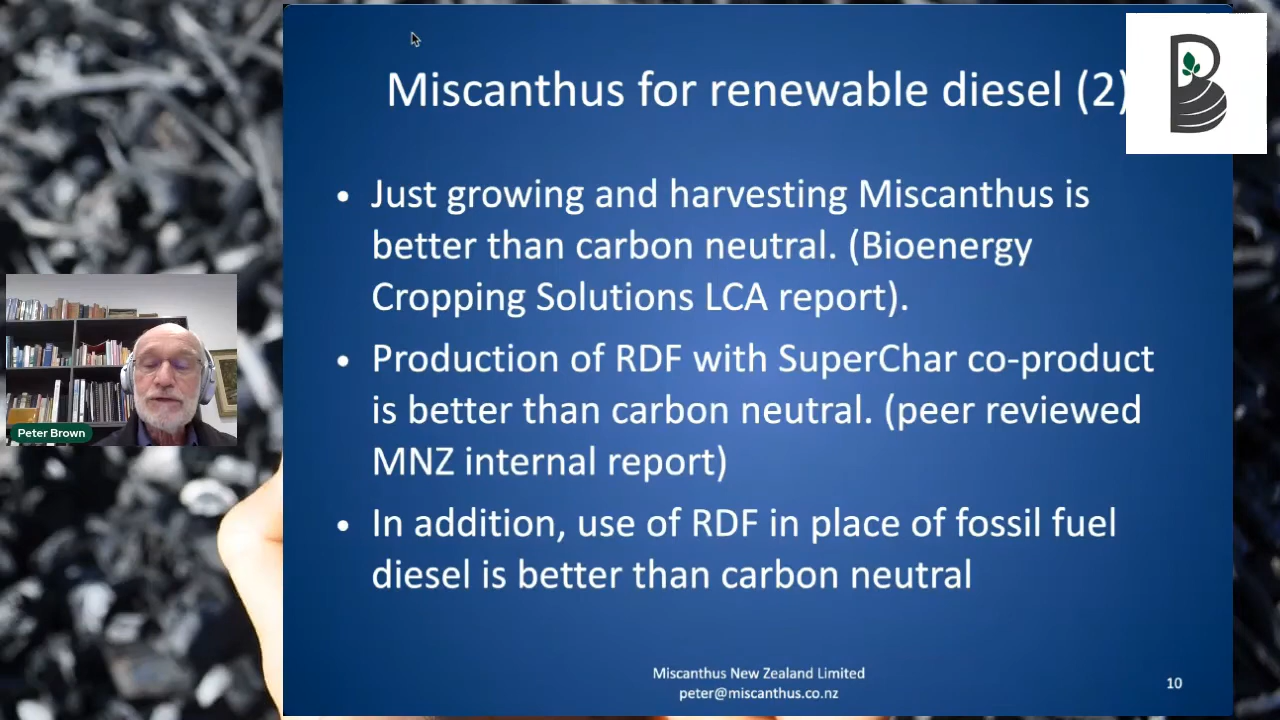 Miscanthus for renewable diesel (2)
• Just growing and harvesting Miscanthus is
better than carbon neutral. (Bioenergy
Cropping Solutions LCA report).
• Production of RDF with SuperChar co-product
is better than carbon neutral. (peer reviewed
MNZ internal report)
• In addition, use of RDF in place of fossil fuel
diesel is better than carbon neutral
Peter Brown
Miscanthus New Zealand Limited
peter@miscanthus.co.nz
10